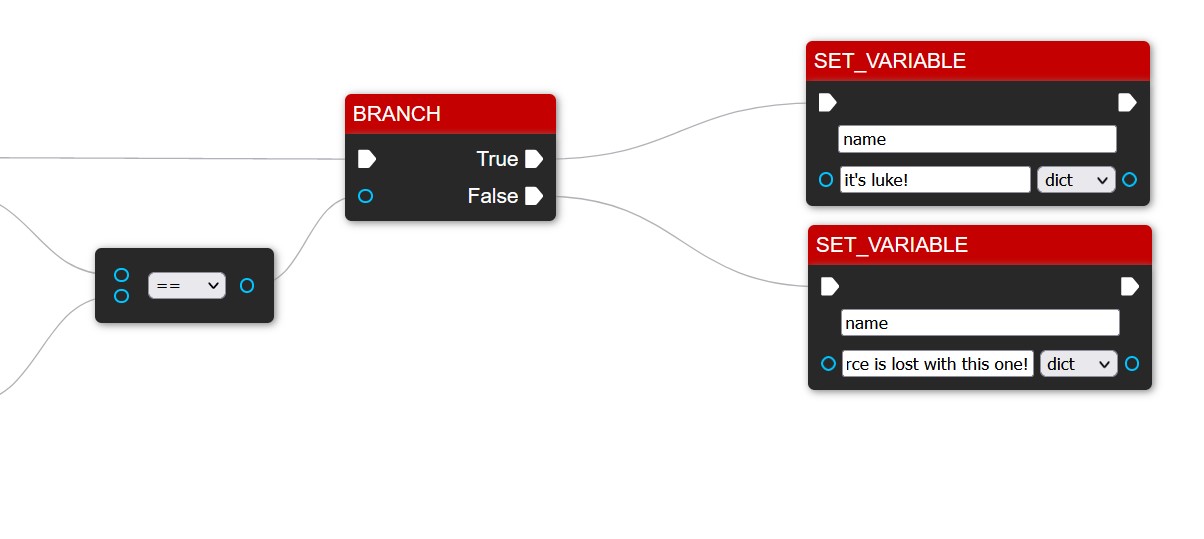 SET_VARIABLE
name
it's luke!
dict
BRANCH
True
False
==
SET_VARIABLE
name
rce is lost with this one!
dict